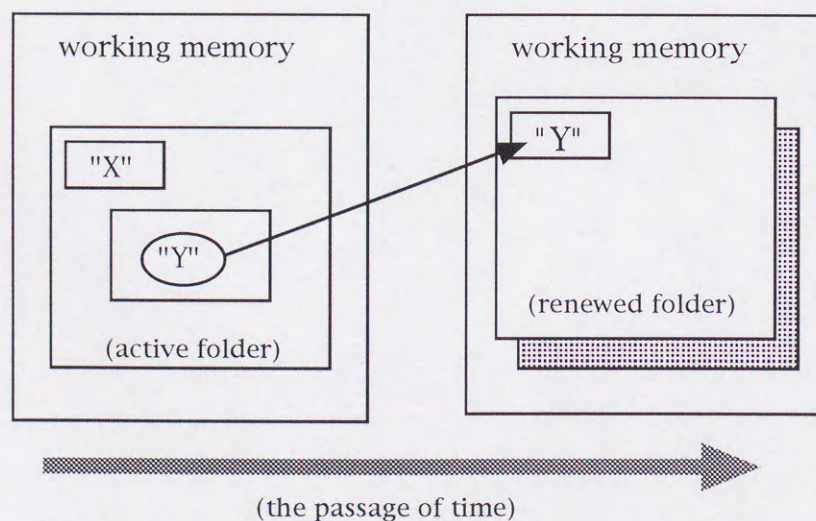 working memory
"X"
"Y"
(active folder)
working memory
"Y"
(renewed folder)
(the passage of time)